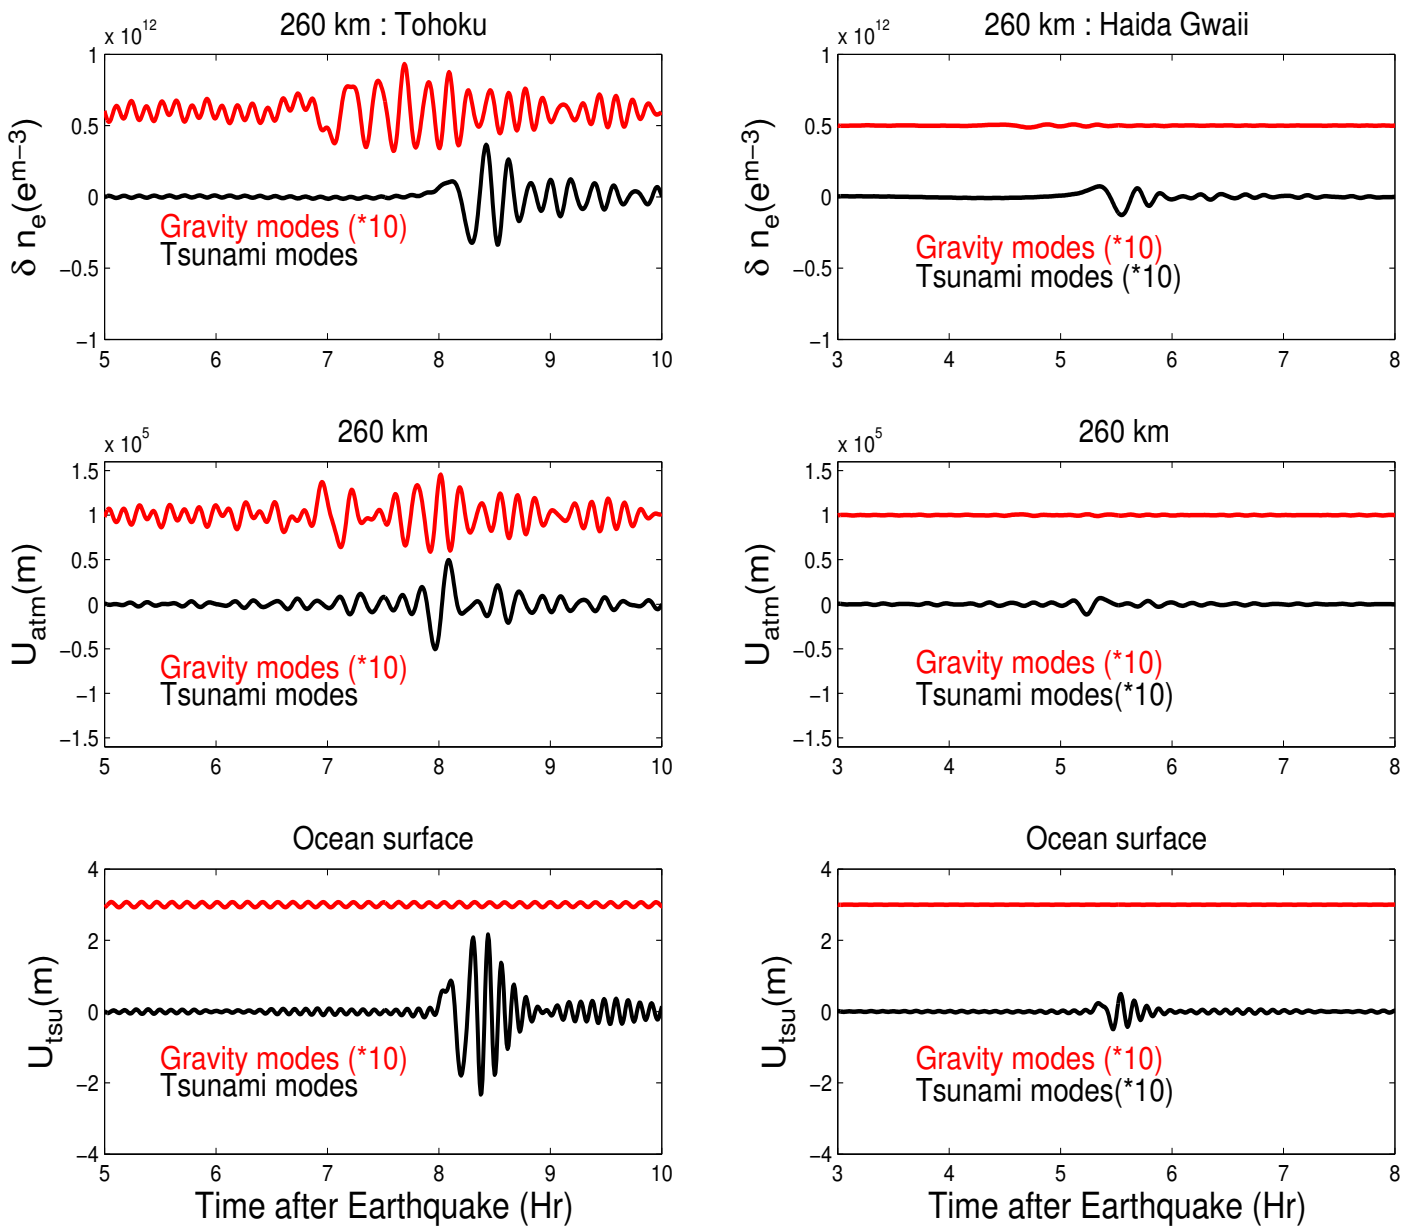 260 km : Tohoku
x 10^12
δ n_e(e^m−3)
1
0.5
0
−0.5
−1
Gravity modes (*10)
Tsunami modes
5 6 7 8 9 10
260 km : Haida Gwaii
x 10^12
δ n_e(e^m−3)
1
0.5
0
−0.5
−1
Gravity modes (*10)
Tsunami modes (*10)
3 4 5 6 7 8
260 km
x 10^5
U_atm(m)
1.5
1
0.5
0
−0.5
−1
−1.5
Gravity modes (*10)
Tsunami modes
5 6 7 8 9 10
260 km
x 10^5
U_atm(m)
1.5
1
0.5
0
−0.5
−1
−1.5
Gravity modes (*10)
Tsunami modes(*10)
3 4 5 6 7 8
Ocean surface
U_tsu(m)
4
2
0
−2
−4
Gravity modes (*10)
Tsunami modes
5 6 7 8 9 10
Time after Earthquake (Hr)
Ocean surface
U_tsu(m)
4
2
0
−2
−4
Gravity modes (*10)
Tsunami modes(*10)
3 4 5 6 7 8
Time after Earthquake (Hr)